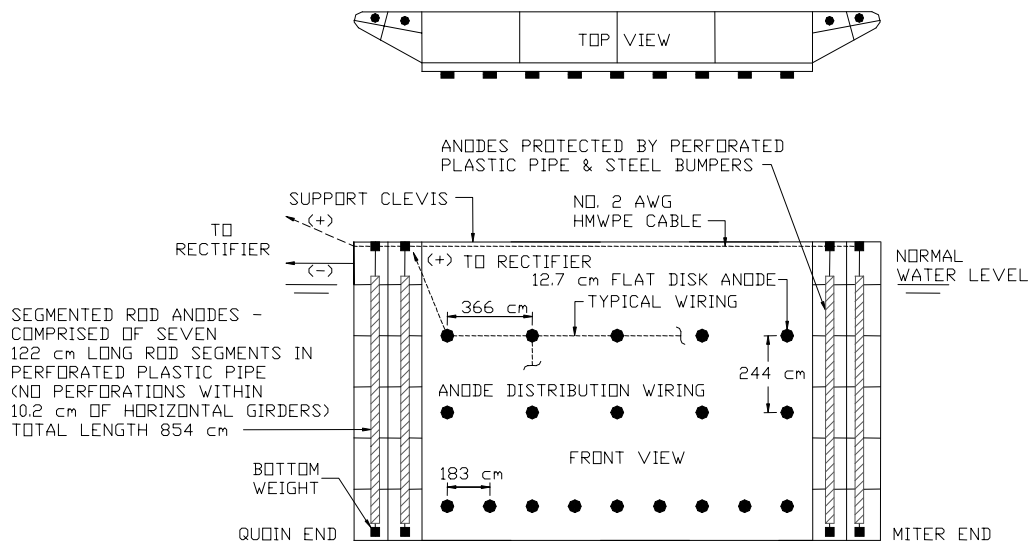 TOP VIEW
ANODES PROTECTED BY PERFORATED
PLASTIC PIPE & STEEL BUMPERS
SUPPORT CLEVIS
NO. 2 AWG
HMWPE CABLE
(+)
TO
RECTIFIER
(-)
(+) TO RECTIFIER
NORMAL
WATER LEVEL
12.7 cm FLAT DISK ANODE
TYPICAL WIRING
366 cm
SEGMENTED ROD ANODES -
COMPRISED OF SEVEN
122 cm LONG ROD SEGMENTS IN
PERFORATED PLASTIC PIPE
(NO PERFORATIONS WITHIN
10.2 cm OF HORIZONTAL GIRDERS)
TOTAL LENGTH 854 cm
244 cm
ANODE DISTRIBUTION WIRING
FRONT VIEW
183 cm
BOTTOM
WEIGHT
QUOIN END
MITER END